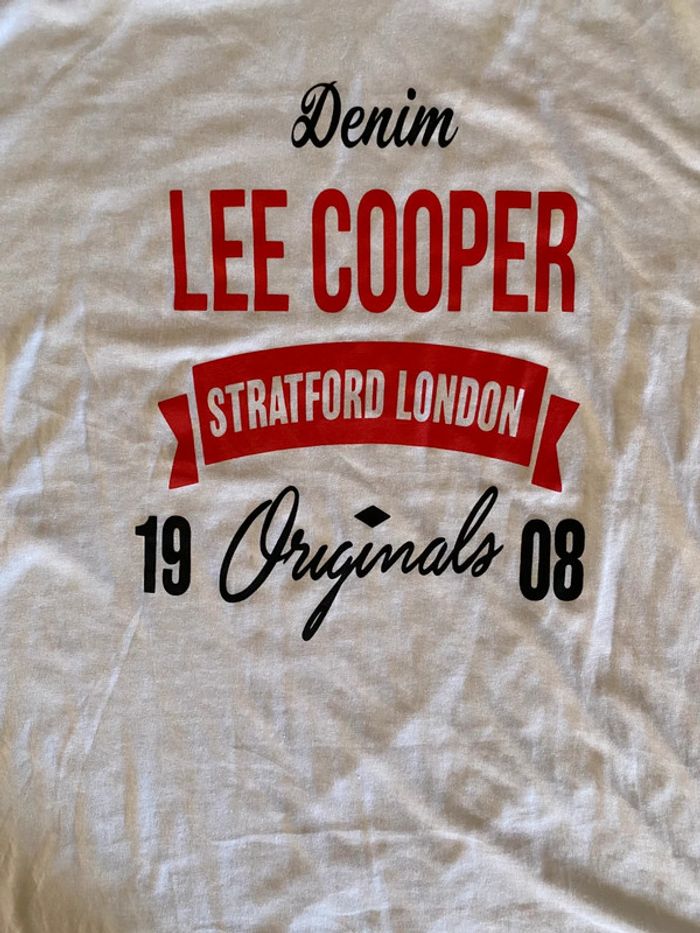 Denim
LEE COOPER
STRATFORD LONDON
19 Originals 08